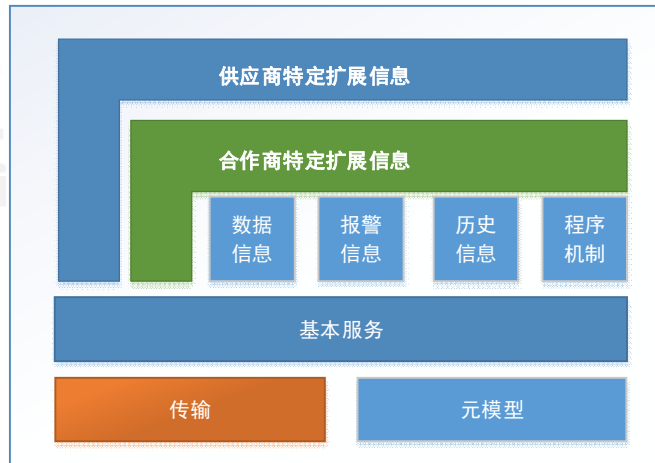 供应商特定扩展信息
合作商特定扩展信息
数据
信息
报警
信息
历史
信息
程序
机制
基本服务
传输
元模型